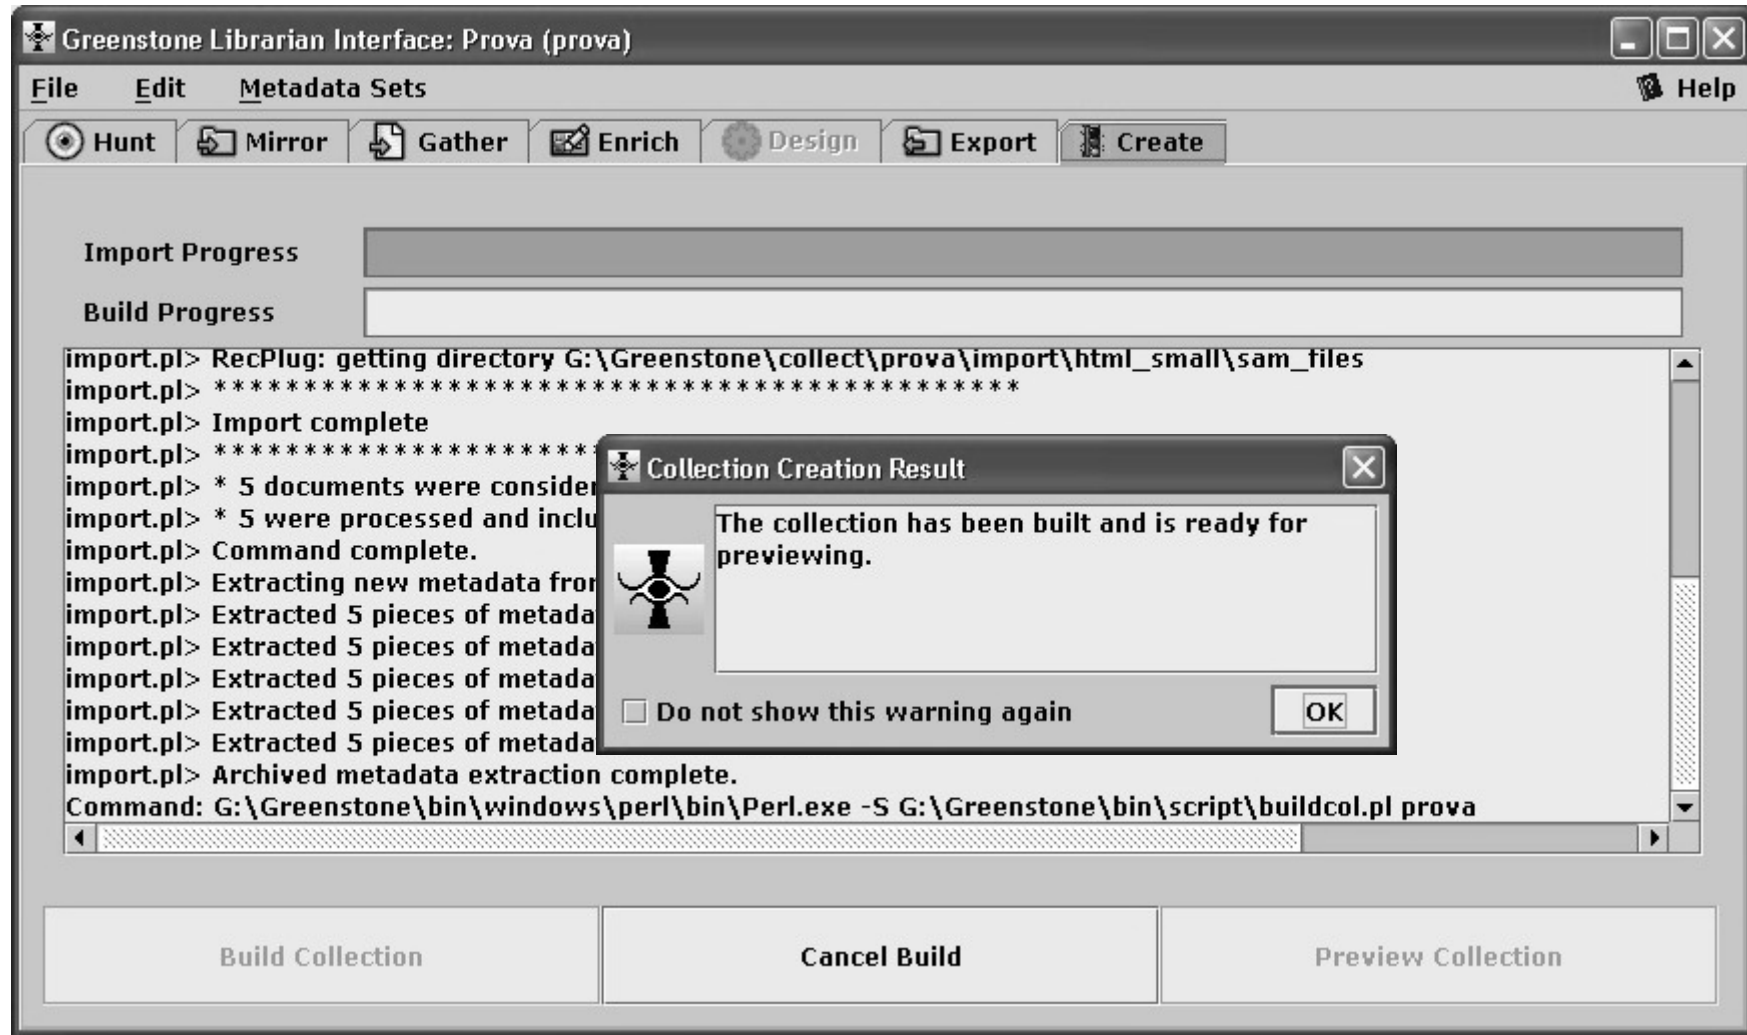 Greenstone Librarian Interface: Prova (prova)
File Edit Metadata Sets Help
Hunt Mirror Gather Enrich Design Export Create
Import Progress
Build Progress
import.pl> RecPlug: getting directory G:\Greenstone\collect\prova\import\html_small\sam_files
import.pl> *********************************************
import.pl> Import complete
import.pl> **********************
import.pl> * 5 documents were consider
import.pl> * 5 were processed and inclu
import.pl> Command complete.
import.pl> Extracting new metadata fro
import.pl> Extracted 5 pieces of metada
import.pl> Extracted 5 pieces of metada
import.pl> Extracted 5 pieces of metada
import.pl> Extracted 5 pieces of metada
import.pl> Extracted 5 pieces of metada
import.pl> Archived metadata extraction complete.
Command: G:\Greenstone\bin\windows\perl\bin\Perl.exe -S G:\Greenstone\bin\script\buildcol.pl prova
Collection Creation Result
The collection has been built and is ready for
previewing.
Do not show this warning again
OK
Build Collection Cancel Build Preview Collection